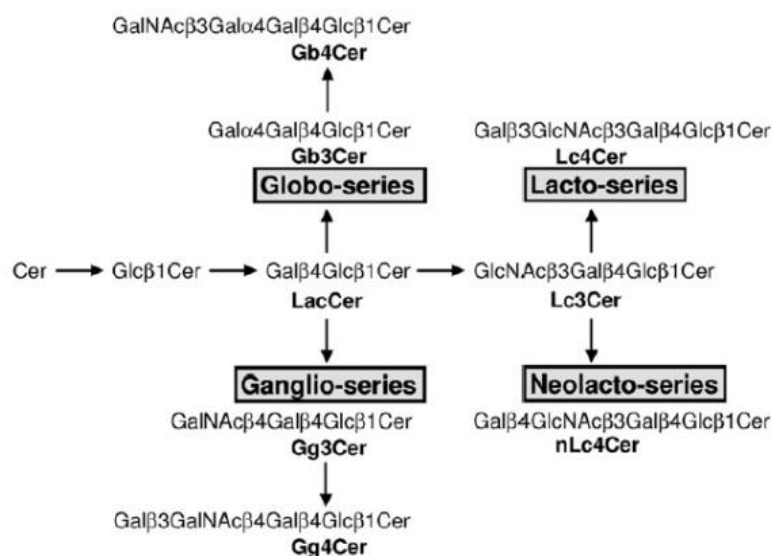 GalNAcβ3Galα4Galβ4Glcβ1Cer
Gb4Cer
Galα4Galβ4Glcβ1Cer
Gb3Cer
Globo-series
Galβ3GlcNAcβ3Galβ4Glcβ1Cer
Lc4Cer
Lacto-series
Cer
Glcβ1Cer
Galβ4Glcβ1Cer
LacCer
GlcNAcβ3Galβ4Glcβ1Cer
Lc3Cer
Ganglio-series
GalNAcβ4Galβ4Glcβ1Cer
Gg3Cer
Neolacto-series
Galβ4GlcNAcβ3Galβ4Glcβ1Cer
nLc4Cer
Galβ3GalNAcβ4Galβ4Glcβ1Cer
Gg4Cer